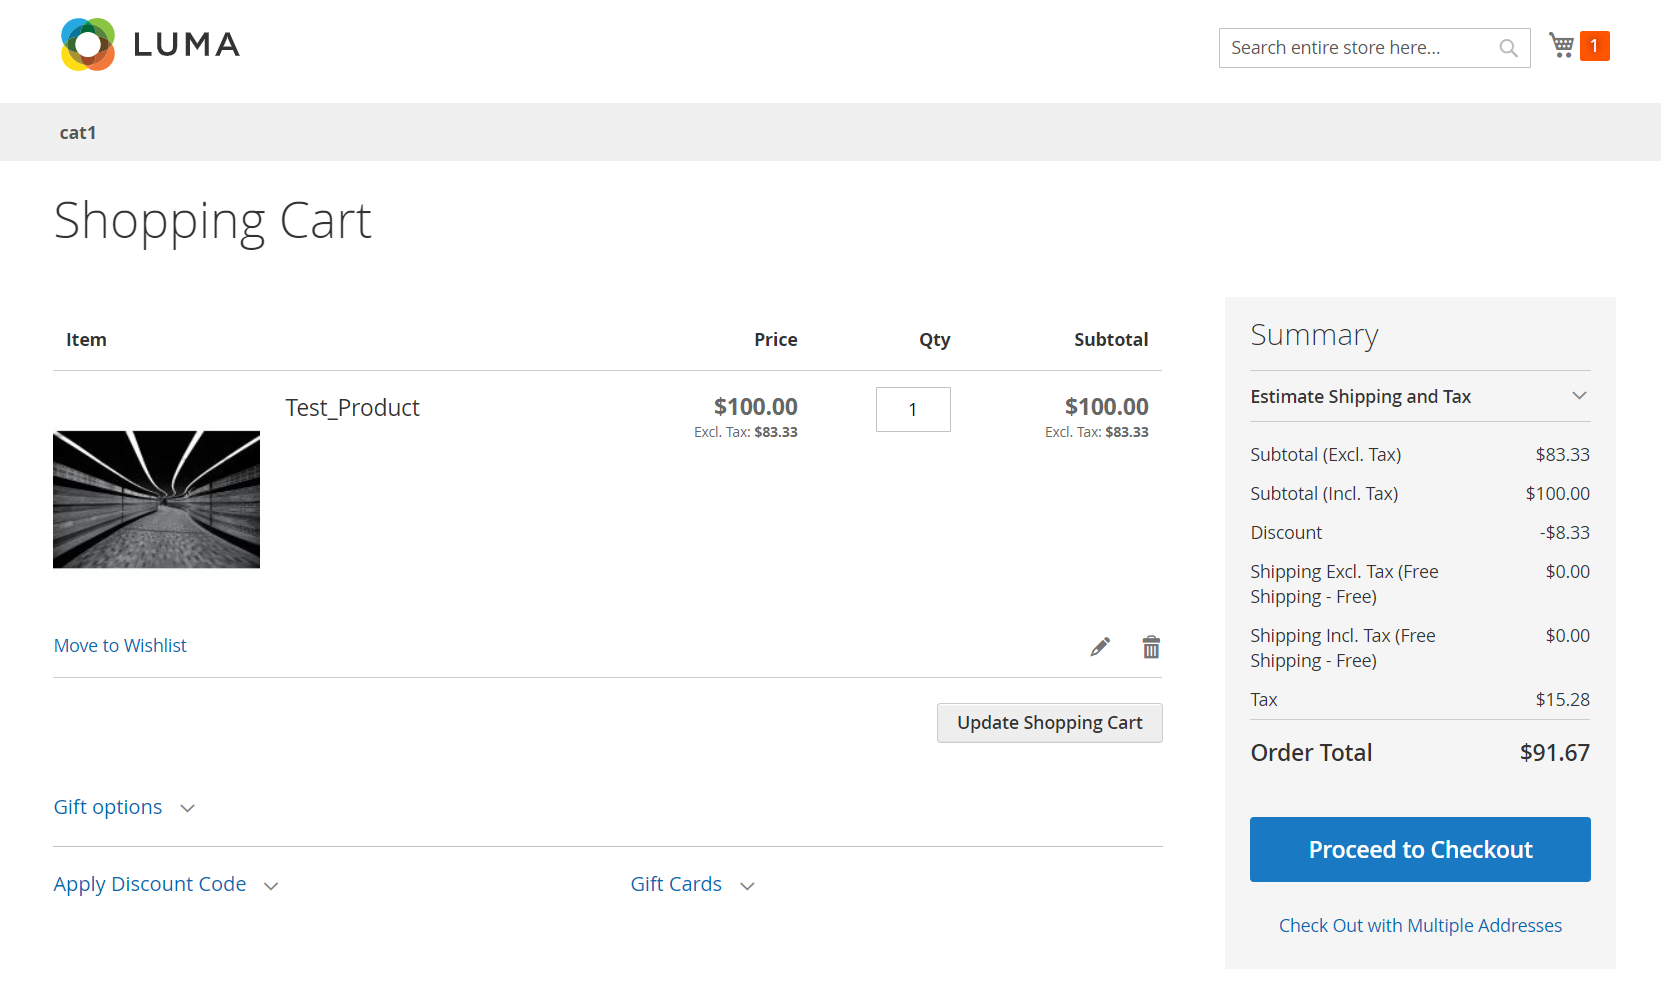 LUMA
Search entire store here...
1
cat1
Shopping Cart
Item Price Qty Subtotal
Test_Product $100.00 1 $100.00
Excl. Tax: $83.33 Excl. Tax: $83.33
Move to Wishlist
Update Shopping Cart
Gift options
Apply Discount Code Gift Cards
Summary
Estimate Shipping and Tax
Subtotal (Excl. Tax) $83.33
Subtotal (Incl. Tax) $100.00
Discount -$8.33
Shipping Excl. Tax (Free $0.00
Shipping - Free)
Shipping Incl. Tax (Free $0.00
Shipping - Free)
Tax $15.28
Order Total $91.67
Proceed to Checkout
Check Out with Multiple Addresses